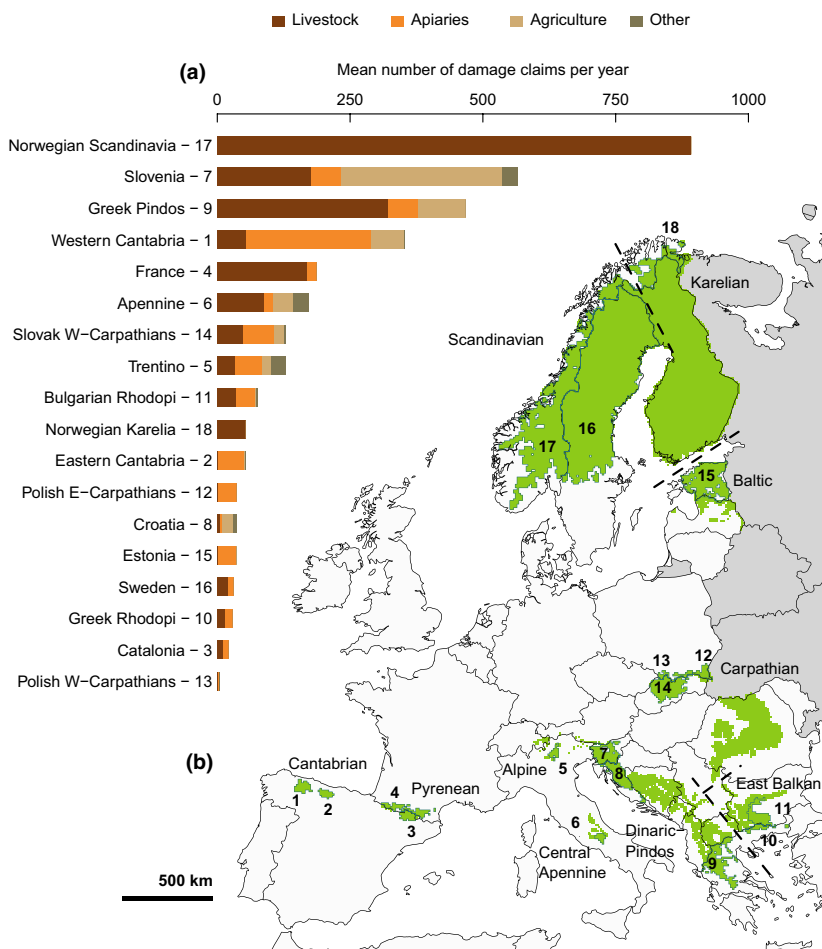 Livestock Apiaries Agriculture Other
(a)
Mean number of damage claims per year
0 250 500 750 1000
Norwegian Scandinavia − 17
Slovenia − 7
Greek Pindos − 9
Western Cantabria − 1
France − 4
Apennine − 6
Slovak W−Carpathians − 14
Trentino − 5
Bulgarian Rhodopi − 11
Norwegian Karelia − 18
Eastern Cantabria − 2
Polish E−Carpathians − 12
Croatia − 8
Estonia − 15
Sweden − 16
Greek Rhodopi − 10
Catalonia − 3
Polish W−Carpathians − 13
(b)
18
Karelian
Scandinavian
16
17
15
Baltic
13 12
Carpathian
14
Cantabrian
1 2
Pyrenean
4
3
Alpine
5
7
8
East Balkan
11
10
6
Central
Apennine
Dinaric-
Pindos
9
500 km